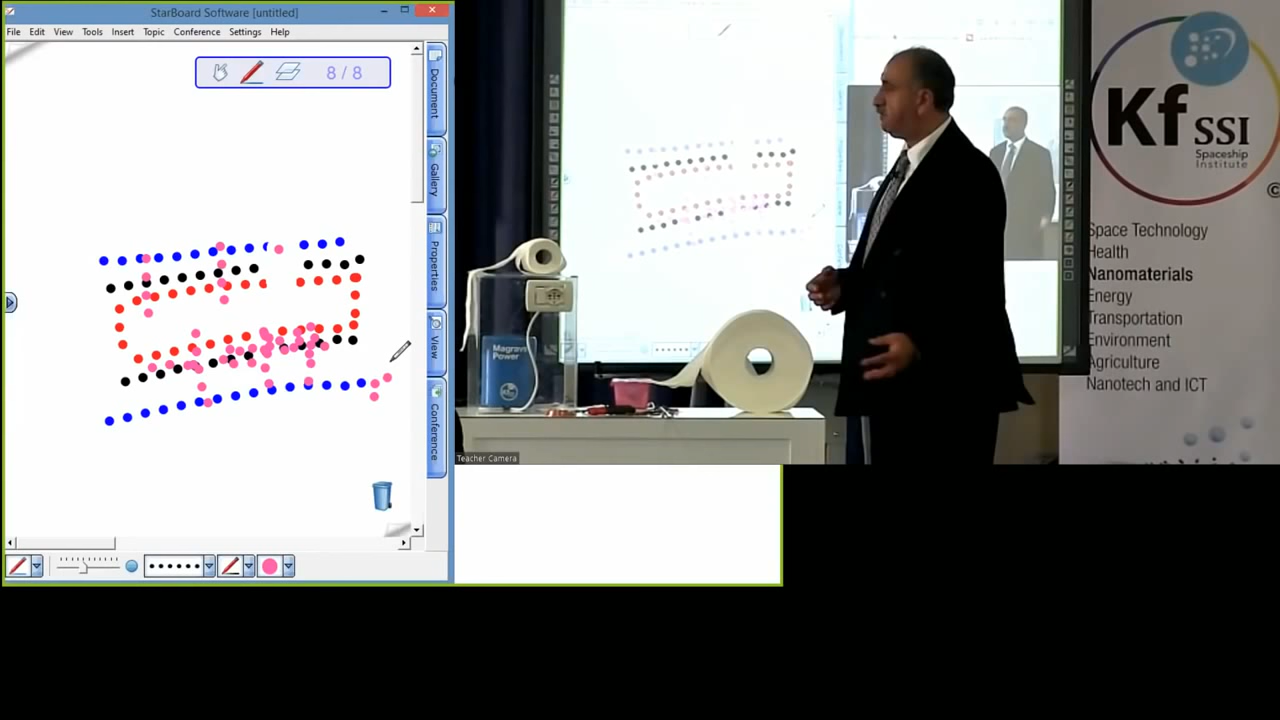 StarBoard Software [untitled]
File Edit View Tools Insert Topic Conference Settings Help
8 / 8
Document
Gallery
Properties
View
Conference
Teacher Camera
Magravs
Power
Kf SSI
Spaceship
Institute
©
Space Technology
Health
Nanomaterials
Energy
Transportation
Environment
Agriculture
Nanotech and ICT